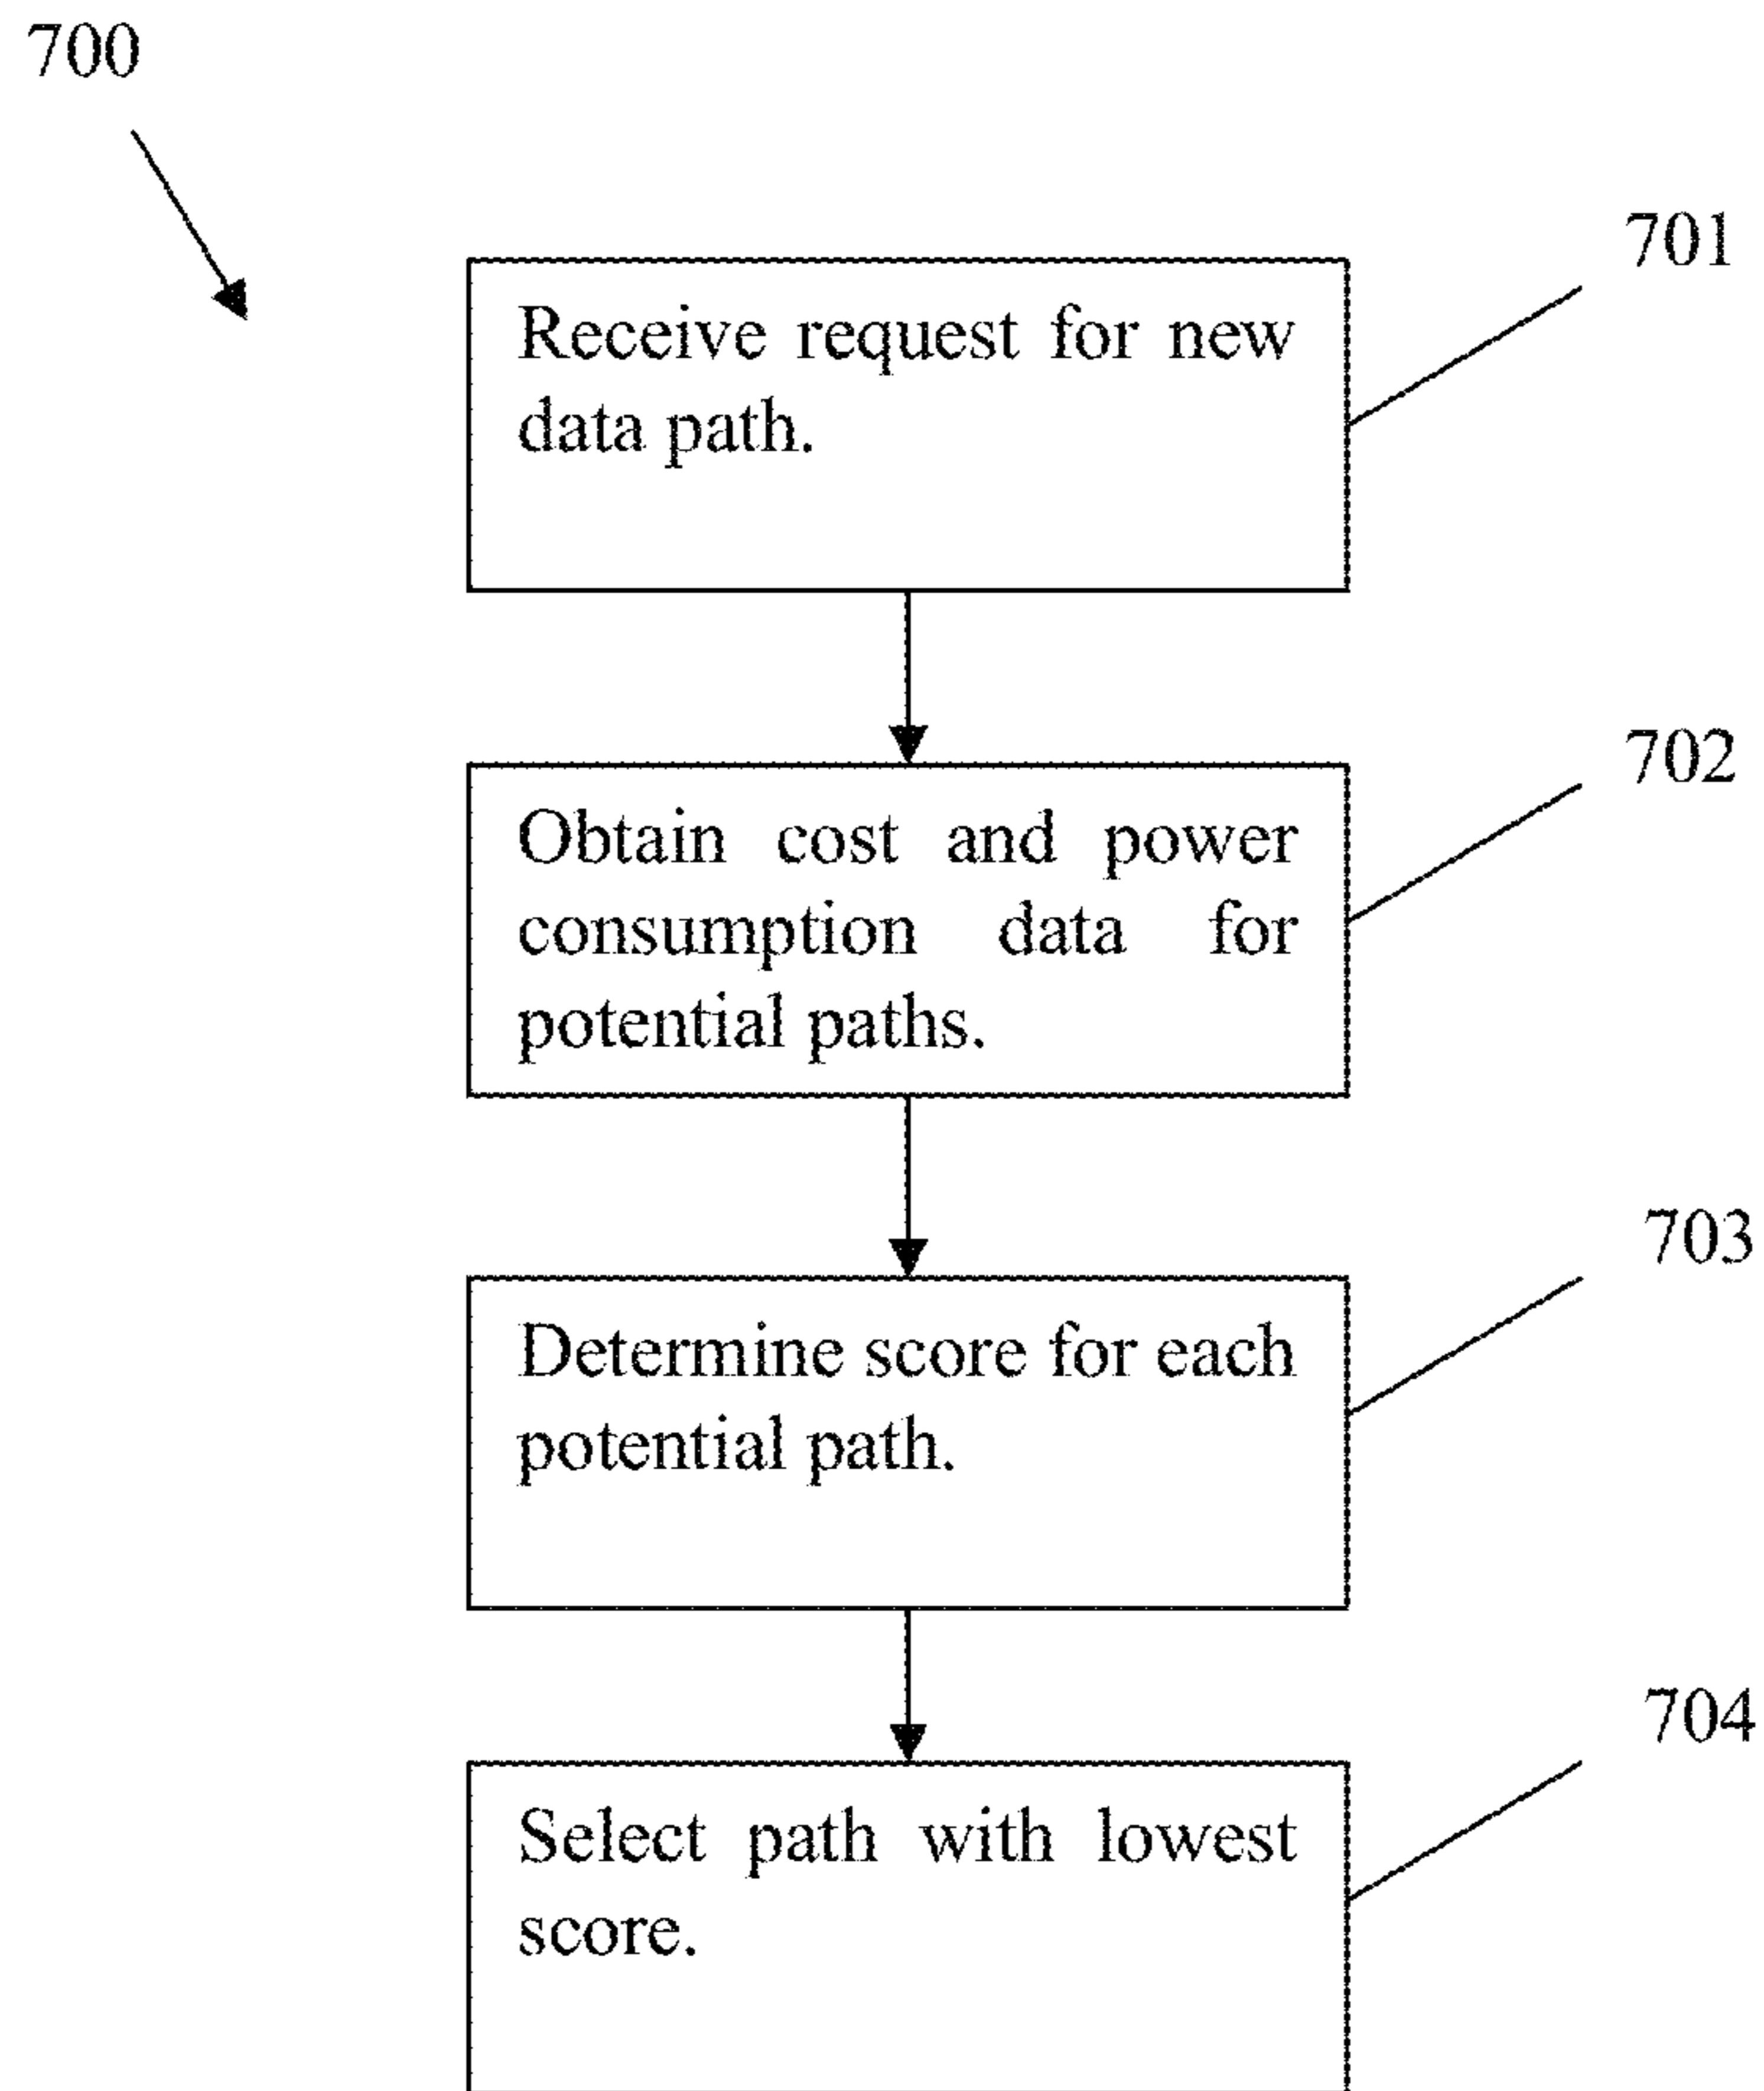 700
701
Receive request for new
data path.
702
Obtain cost and power
consumption data for
potential paths.
703
Determine score for each
potential path.
704
Select path with lowest
score.